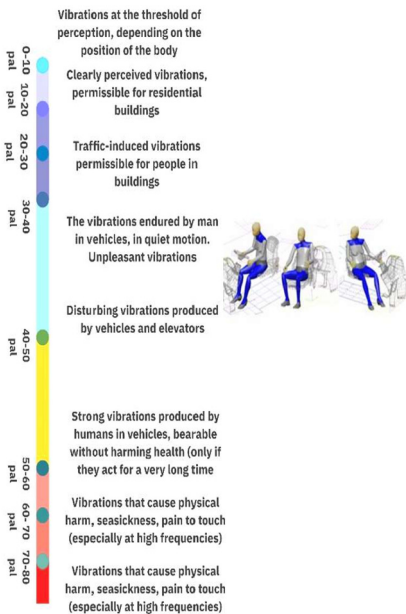 Vibrations at the threshold of
perception, depending on the
position of the body
0-10
pal
Clearly perceived vibrations,
permissible for residential
buildings
10-20
pal
Traffic-induced vibrations
permissible for people in
buildings
20-30
pal
The vibrations endured by man
in vehicles, in quiet motion.
Unpleasant vibrations
30-40
pal
Disturbing vibrations produced
by vehicles and elevators
40-50
pal
Strong vibrations produced by
humans in vehicles, bearable
without harming health (only if
they act for a very long time
50-60
pal
Vibrations that cause physical
harm, seasickness, pain to touch
(especially at high frequencies)
60- 70
pal
Vibrations that cause physical
harm, seasickness, pain to touch
(especially at high frequencies)
70-80
pal